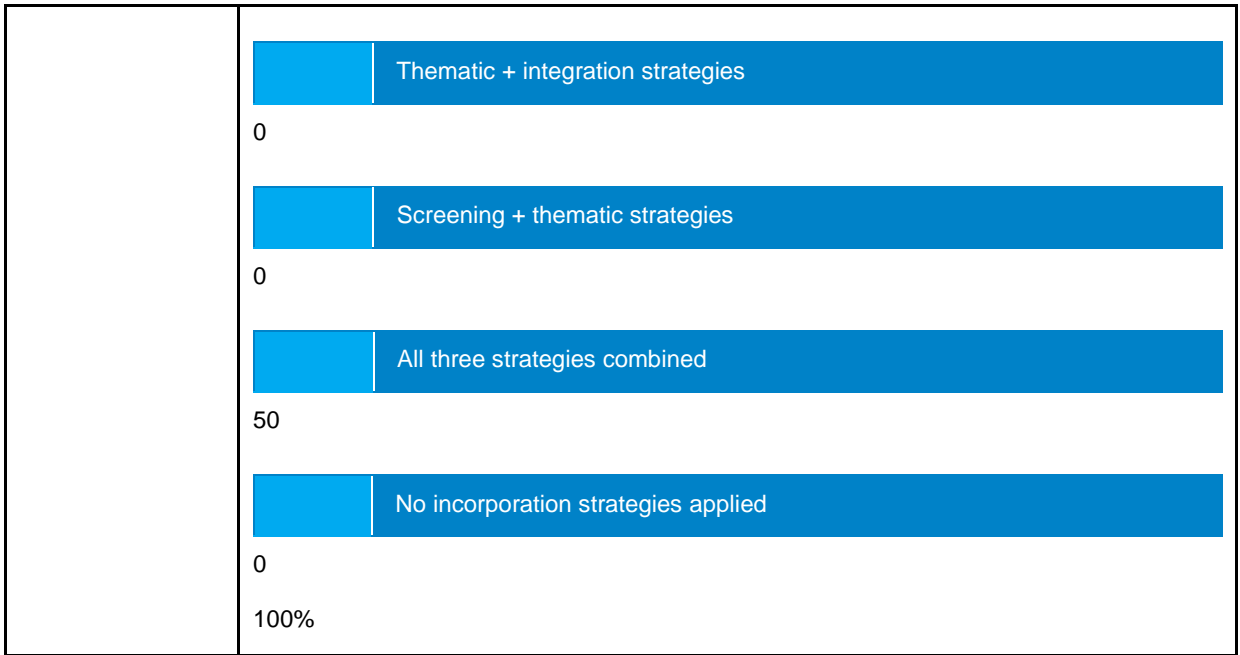 Thematic + integration strategies
0
Screening + thematic strategies
0
All three strategies combined
50
No incorporation strategies applied
0
100%